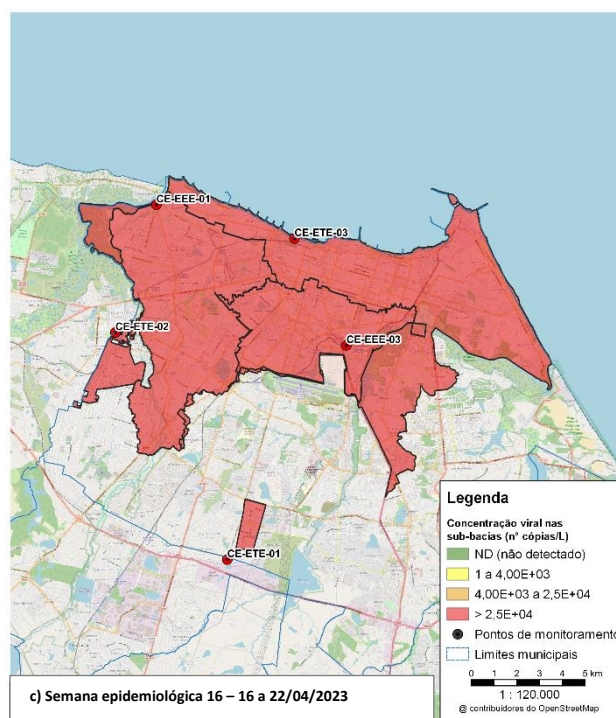 CE-EEE-01
CE-ETE-03
CE-ETE-02
CE-EEE-03
CE-ETE-01
Legenda
Concentração viral nas
sub-bacias (n° cópias/L)
ND (não detectado)
1 a 4,00E+03
4,00E+03 a 2,5E+04
> 2,5E+04
Pontos de monitoramento
Limites municipais
0 1 2 3 4 5 km
1 : 120.000
@ contribuidores do OpenStreetMap
c) Semana epidemiológica 16 – 16 a 22/04/2023